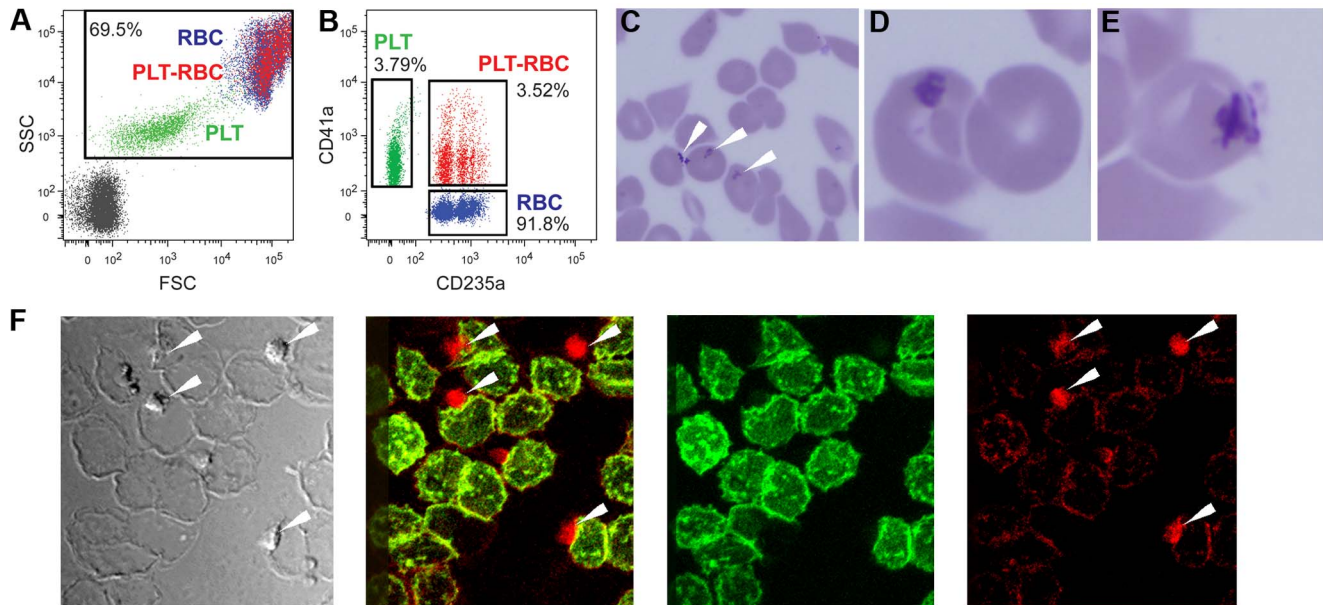 A
69.5%
RBC
PLT-RBC
PLT
SSC
10^5
10^4
10^3
10^2
0
0 10^2 10^3 10^4 10^5
FSC
B
PLT
3.79%
PLT-RBC
3.52%
RBC
91.8%
CD41a
10^5
10^4
10^3
10^2
0
0 10^2 10^3 10^4 10^5
CD235a
C
D
E
F